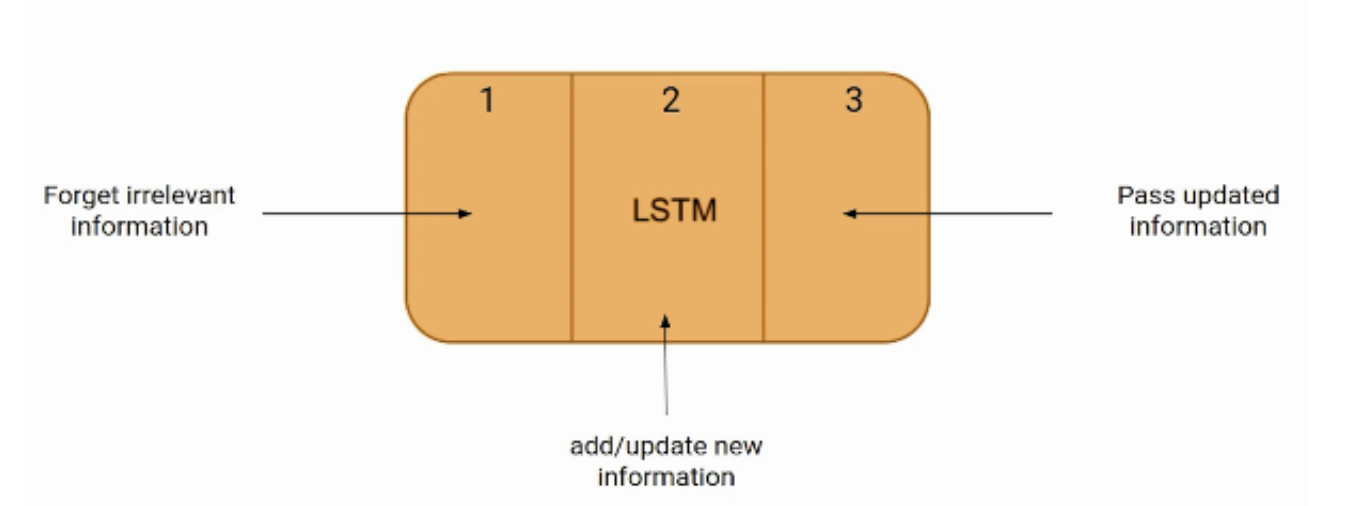 1
2
3
Forget irrelevant
information
LSTM
Pass updated
information
add/update new
information